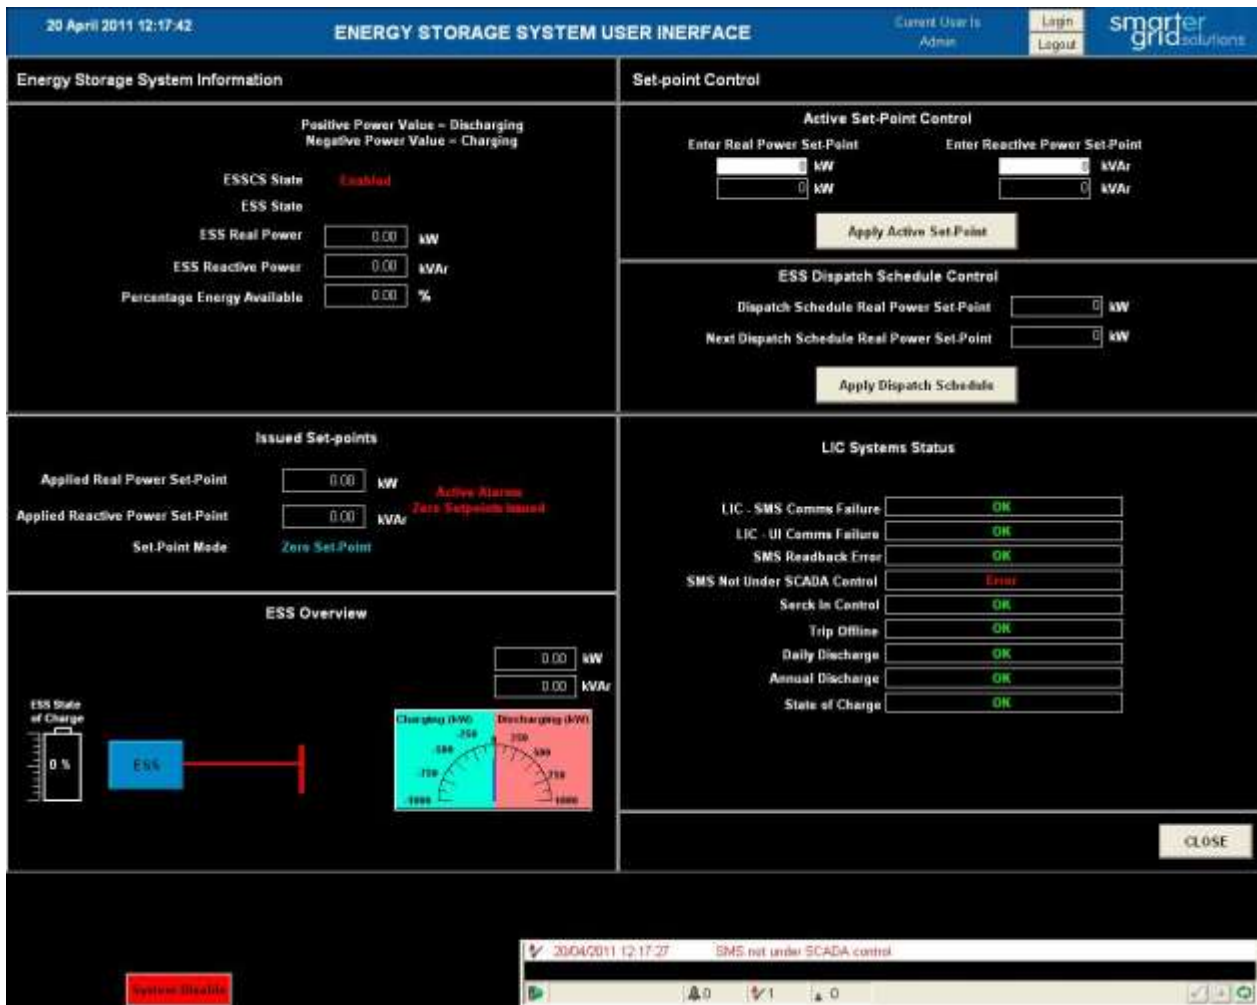 20 April 2011 12:17:42
ENERGY STORAGE SYSTEM USER INERFACE
Current User Is
Admin
Login
Logout
smarter
gridsolutions
Energy Storage System Information
Positive Power Value = Discharging
Negative Power Value = Charging
ESSCS State Enabled
ESS State
ESS Real Power 0.00 kW
ESS Reactive Power 0.00 kVAr
Percentage Energy Available 0.00 %
Set-point Control
Active Set-Point Control
Enter Real Power Set-Point Enter Reactive Power Set-Point
0 kW 0 kVAr
0 kW 0 kVAr
Apply Active Set-Point
ESS Dispatch Schedule Control
Dispatch Schedule Real Power Set-Point 0 kW
Next Dispatch Schedule Real Power Set-Point 0 kW
Apply Dispatch Schedule
Issued Set-points
Applied Real Power Set-Point 0.00 kW
Applied Reactive Power Set-Point 0.00 kVAr
Active Alarms
Zero Setpoints Issued
Set-Point Mode Zero Set-Point
LIC Systems Status
LIC - SMS Comms Failure OK
LIC - UI Comms Failure OK
SMS Readback Error OK
SMS Not Under SCADA Control Error
Serck In Control OK
Trip Offline OK
Daily Discharge OK
Annual Discharge OK
State of Charge OK
ESS Overview
0.00 kW
0.00 kVAr
ESS State
of Charge
0 %
ESS
Charging (kW) Discharging (kW)
-250 0 250
-500 500
-750 750
-1000 1000
CLOSE
20/04/2011 12:17:27 SMS not under SCADA control
0 1 0
System Disable